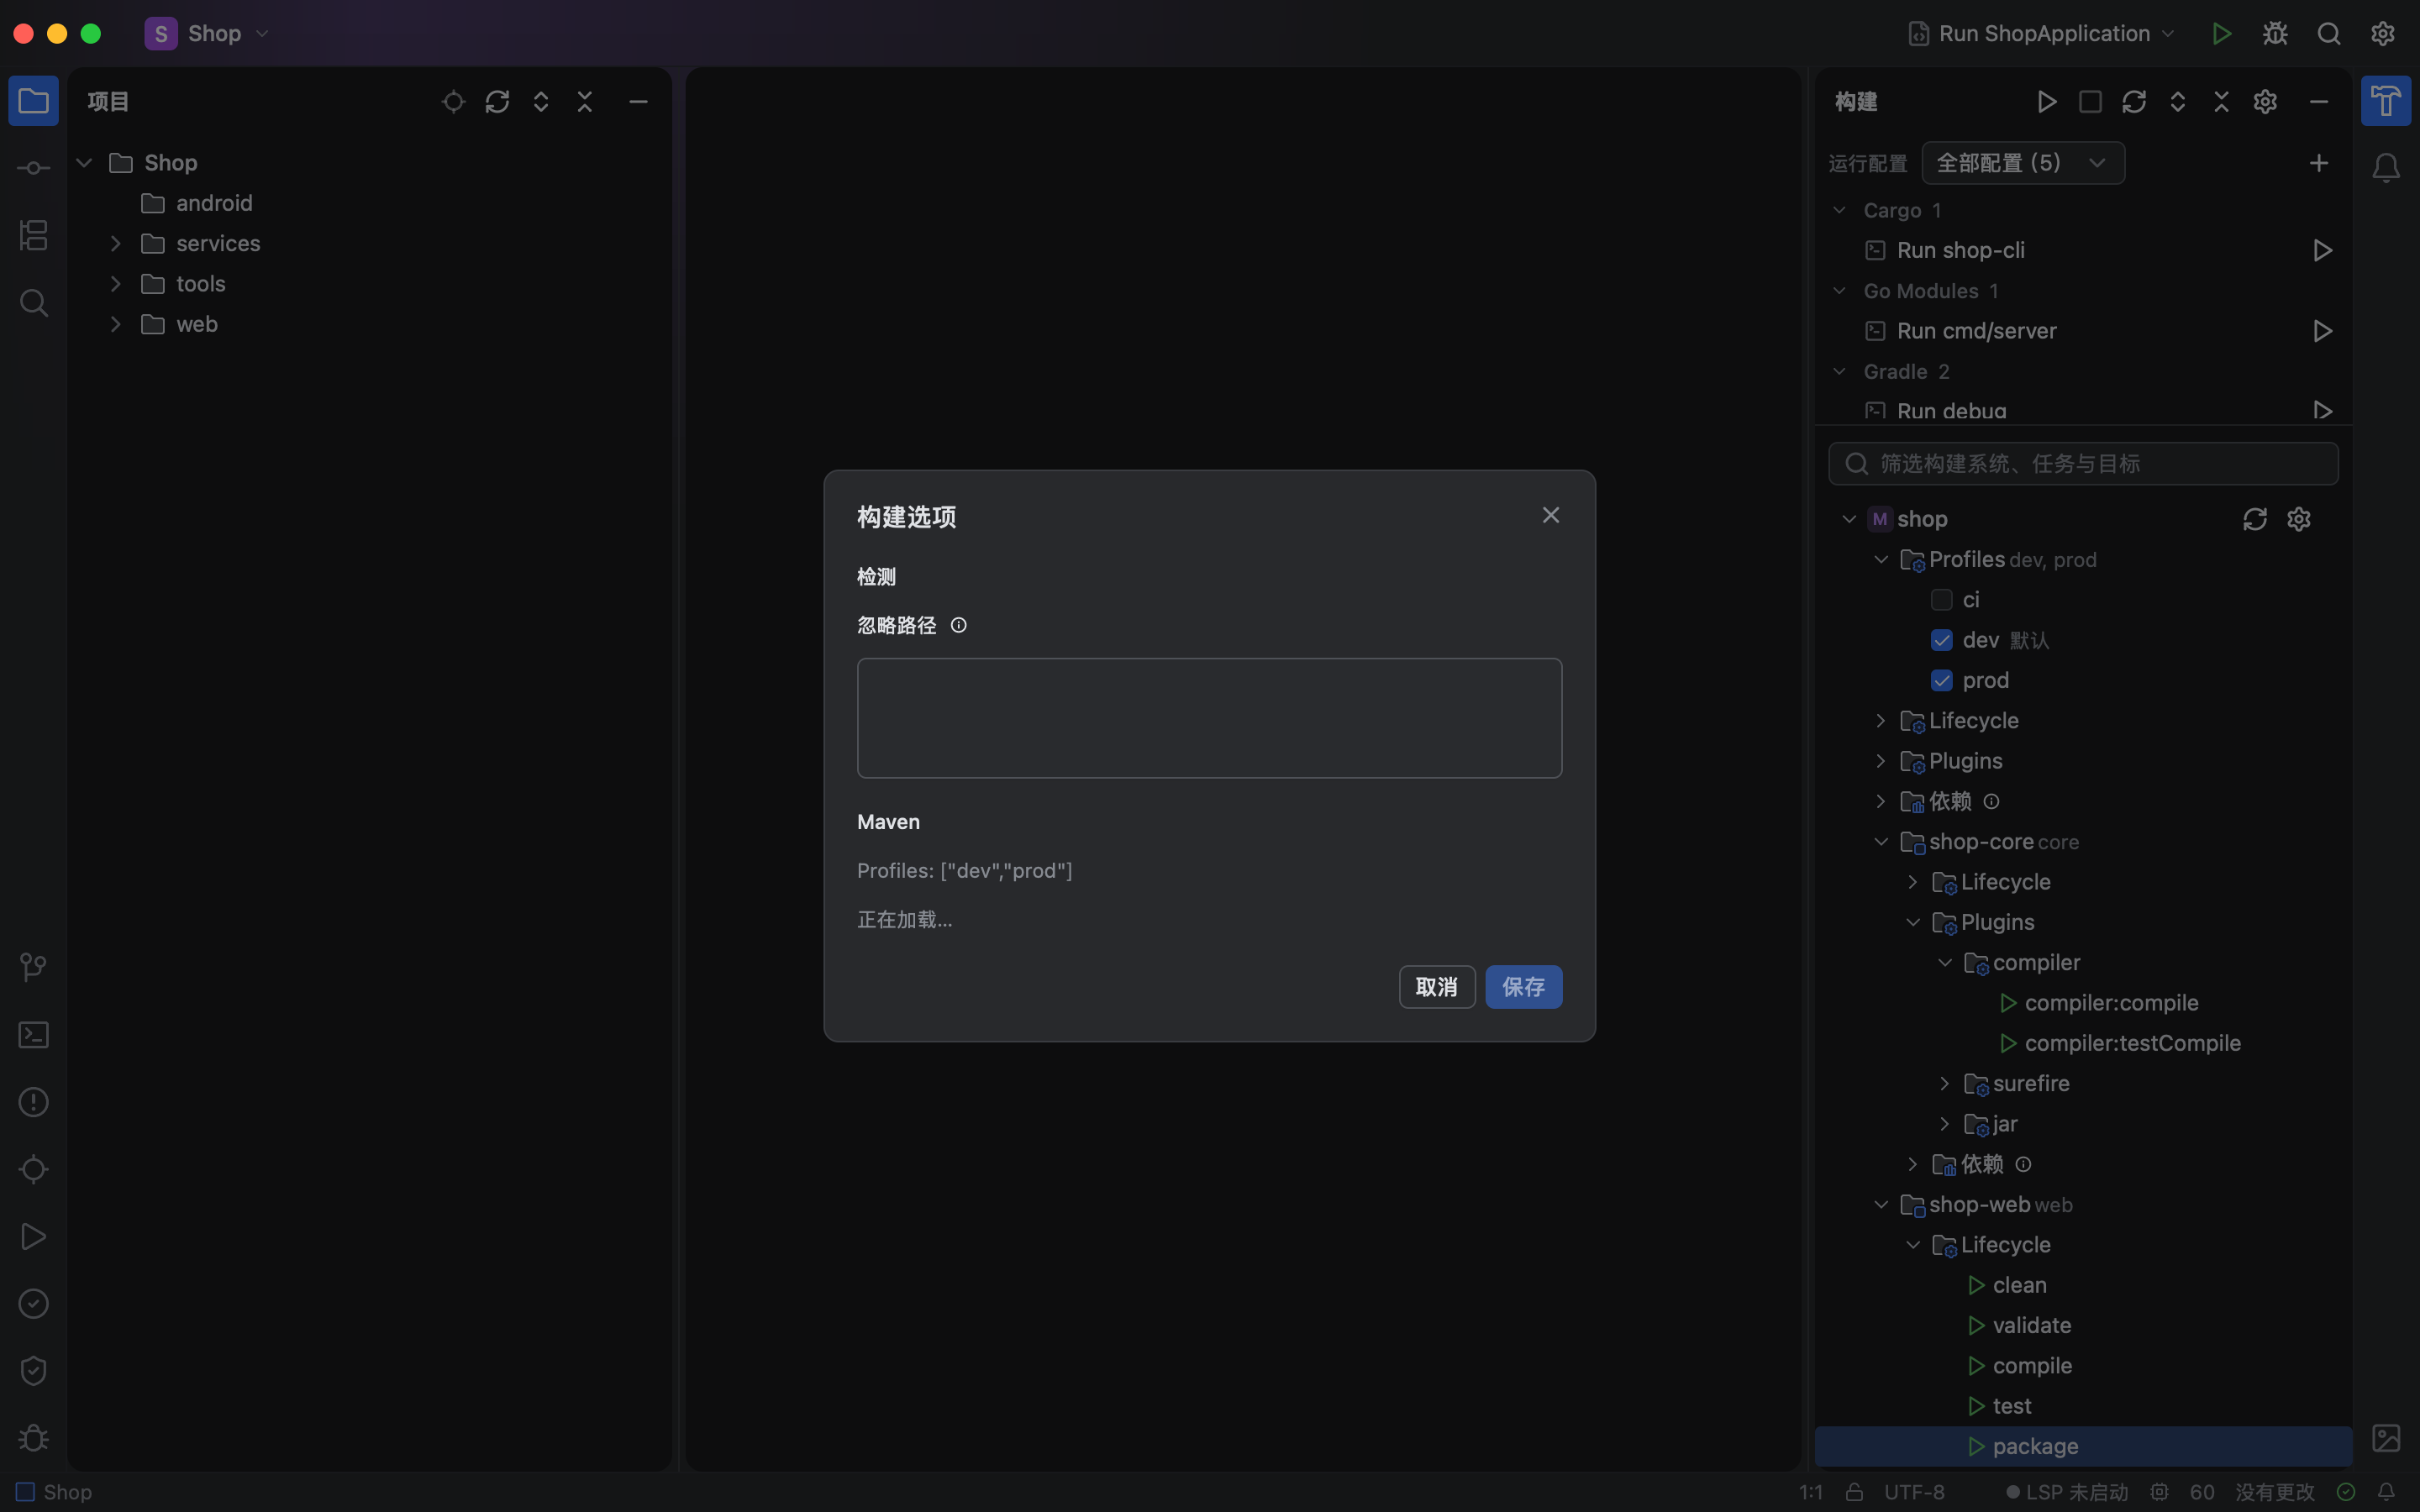 S Shop
Run ShopApplication
项目
Shop
android
services
tools
web
构建
运行配置 全部配置 (5)
Cargo 1
Run shop-cli
Go Modules 1
Run cmd/server
Gradle 2
Run debug
筛选构建系统、任务与目标
M shop
Profiles dev, prod
ci
dev 默认
prod
Lifecycle
Plugins
依赖
shop-core core
Lifecycle
Plugins
compiler
compiler:compile
compiler:testCompile
surefire
jar
依赖
shop-web web
Lifecycle
clean
validate
compile
test
package
构建选项
检测
忽略路径
Maven
Profiles: ["dev","prod"]
正在加载...
取消 保存
Shop
1:1 UTF-8 LSP 未启动 60 没有更改